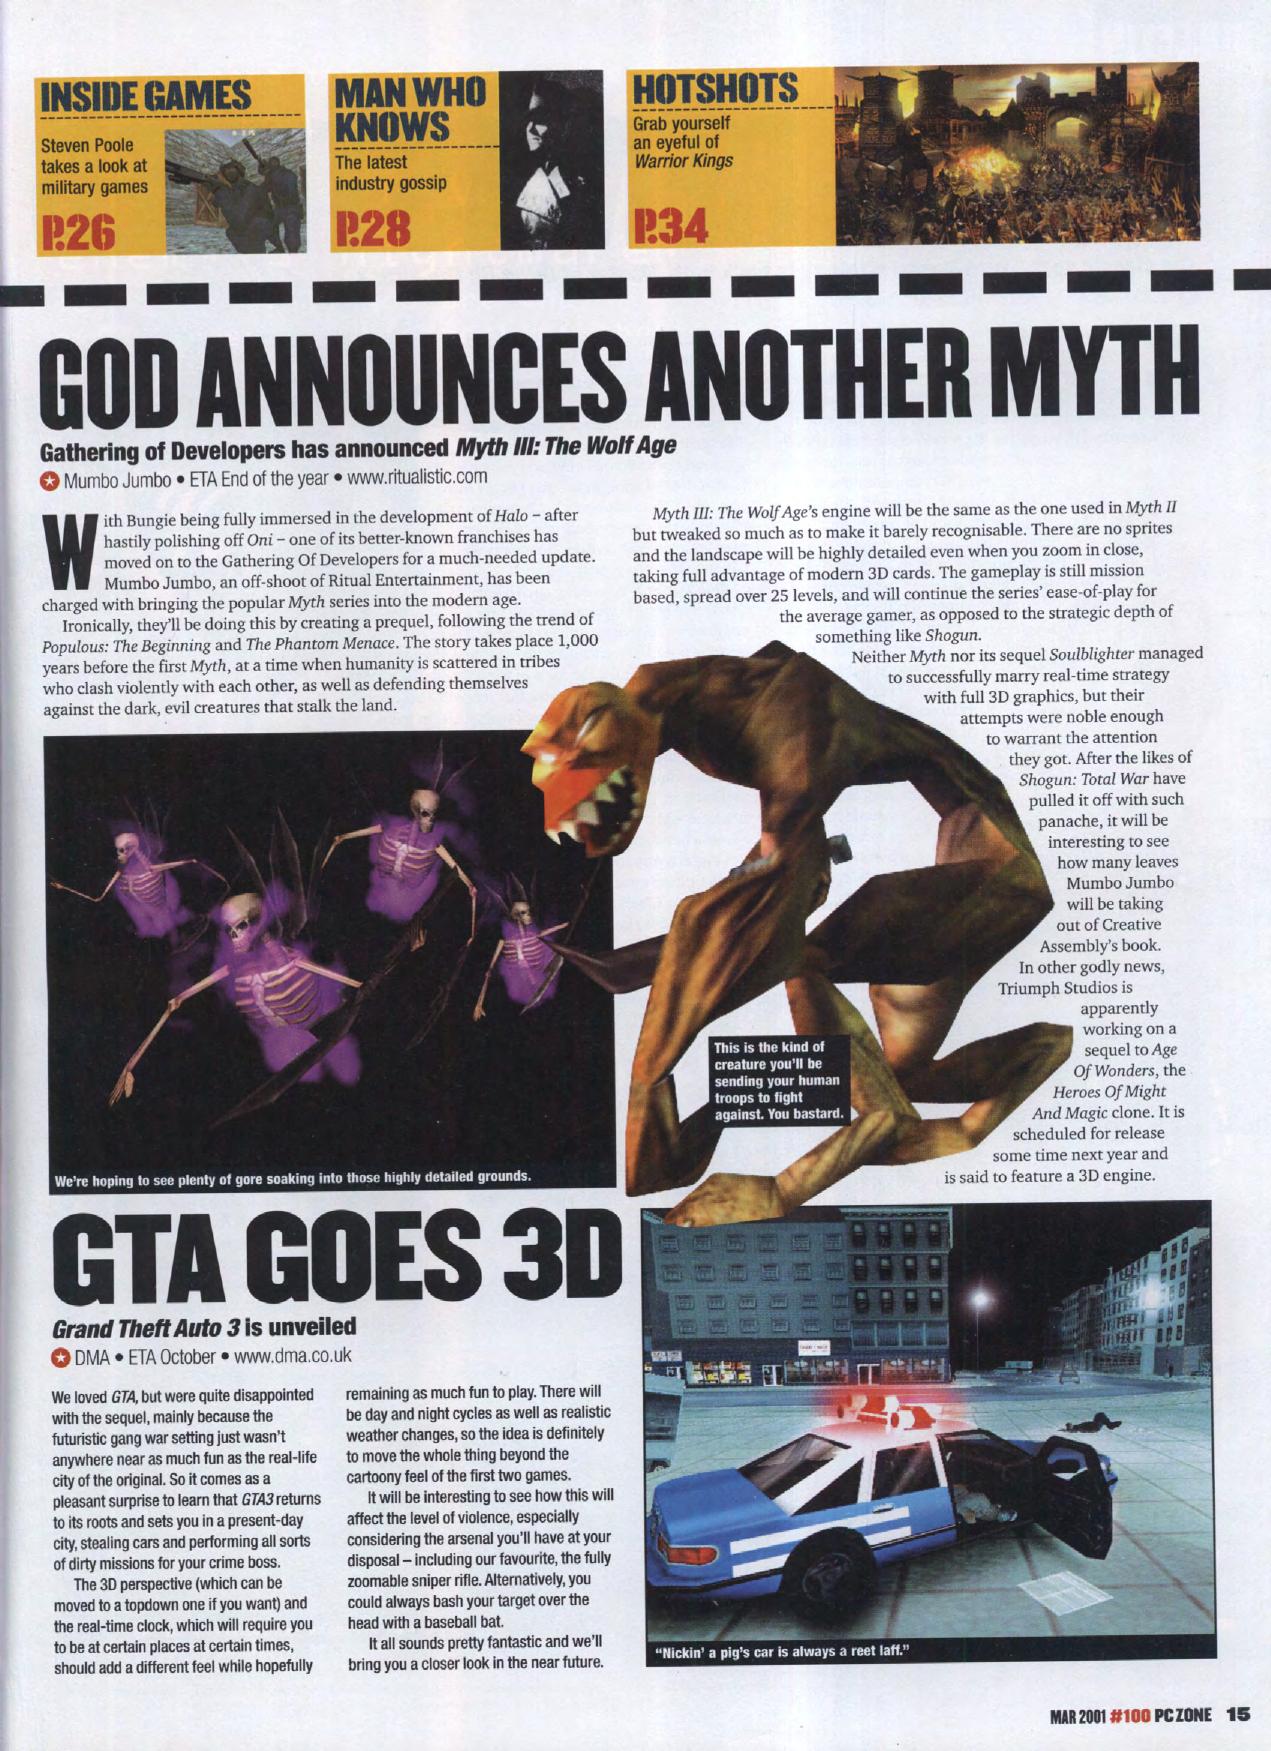 INSIDE GAMES
Steven Poole
takes a look at
military games
P.26
MAN WHO
KNOWS
The latest
industry gossip
P.28
HOTSHOTS
Grab yourself
an eyeful of
Warrior Kings
P.34
GOD ANNOUNCES ANOTHER MYTH
Gathering of Developers has announced Myth III: The Wolf Age
Mumbo Jumbo • ETA End of the year • www.ritualistic.com
With Bungie being fully immersed in the development of Halo – after
hastily polishing off Oni – one of its better-known franchises has
moved on to the Gathering Of Developers for a much-needed update.
Mumbo Jumbo, an off-shoot of Ritual Entertainment, has been
charged with bringing the popular Myth series into the modern age.
Ironically, they'll be doing this by creating a prequel, following the trend of
Populous: The Beginning and The Phantom Menace. The story takes place 1,000
years before the first Myth, at a time when humanity is scattered in tribes
who clash violently with each other, as well as defending themselves
against the dark, evil creatures that stalk the land.
Myth III: The Wolf Age's engine will be the same as the one used in Myth II
but tweaked so much as to make it barely recognisable. There are no sprites
and the landscape will be highly detailed even when you zoom in close,
taking full advantage of modern 3D cards. The gameplay is still mission
based, spread over 25 levels, and will continue the series' ease-of-play for
the average gamer, as opposed to the strategic depth of
something like Shogun.
Neither Myth nor its sequel Soulblighter managed
to successfully marry real-time strategy
with full 3D graphics, but their
attempts were noble enough
to warrant the attention
they got. After the likes of
Shogun: Total War have
pulled it off with such
panache, it will be
interesting to see
how many leaves
Mumbo Jumbo
will be taking
out of Creative
Assembly's book.
In other godly news,
Triumph Studios is
apparently
working on a
sequel to Age
Of Wonders, the
Heroes Of Might
And Magic clone. It is
scheduled for release
some time next year and
is said to feature a 3D engine.
This is the kind of
creature you'll be
sending your human
troops to fight
against. You bastard.
We're hoping to see plenty of gore soaking into those highly detailed grounds.
GTA GOES 3D
Grand Theft Auto 3 is unveiled
DMA • ETA October • www.dma.co.uk
We loved GTA, but were quite disappointed
with the sequel, mainly because the
futuristic gang war setting just wasn't
anywhere near as much fun as the real-life
city of the original. So it comes as a
pleasant surprise to learn that GTA3 returns
to its roots and sets you in a present-day
city, stealing cars and performing all sorts
of dirty missions for your crime boss.
The 3D perspective (which can be
moved to a topdown one if you want) and
the real-time clock, which will require you
to be at certain places at certain times,
should add a different feel while hopefully
remaining as much fun to play. There will
be day and night cycles as well as realistic
weather changes, so the idea is definitely
to move the whole thing beyond the
cartoony feel of the first two games.
It will be interesting to see how this will
affect the level of violence, especially
considering the arsenal you'll have at your
disposal – including our favourite, the fully
zoomable sniper rifle. Alternatively, you
could always bash your target over the
head with a baseball bat.
It all sounds pretty fantastic and we'll
bring you a closer look in the near future.
"Nickin' a pig's car is always a reet laff."
MAR 2001 #100 PC ZONE 15